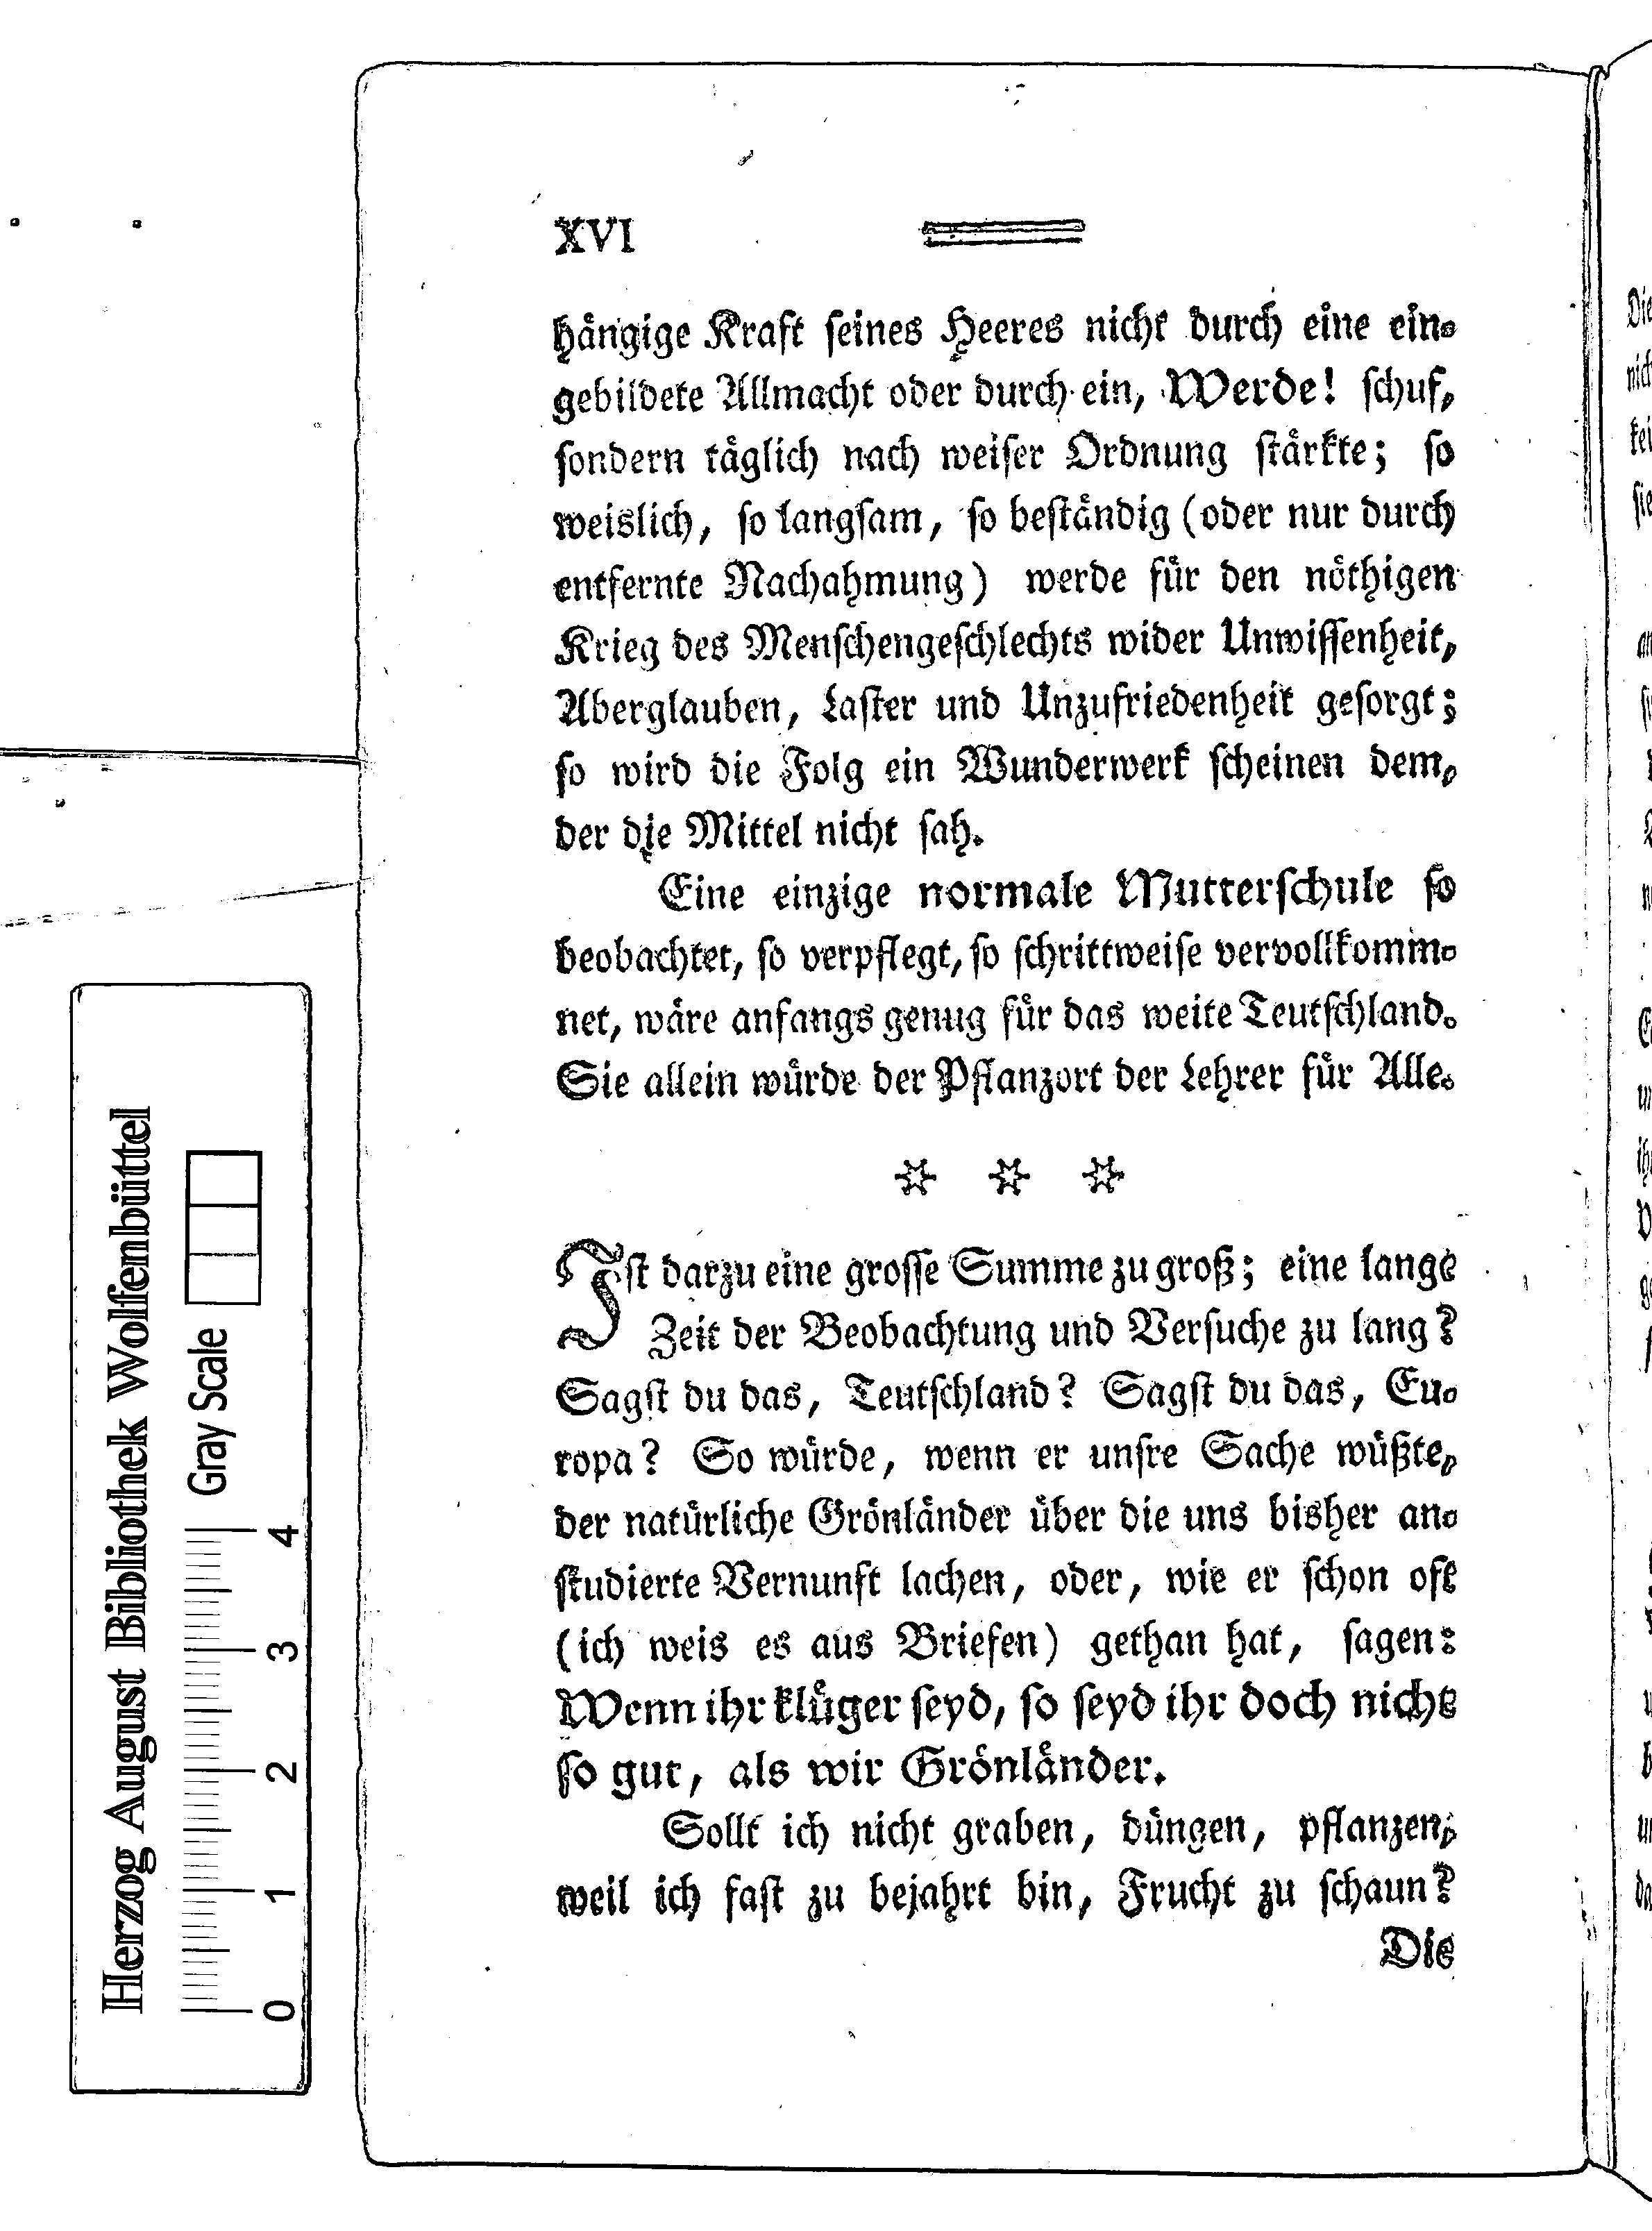 XVI
hängige Kraft ſeines Heeres nicht durch eine ein-
gebildete Allmacht oder durch ein, Werde! ſchuf,
ſondern täglich nach weiſer Ordnung ſtärkte; ſo
weislich, ſo langſam, ſo beſtändig (oder nur durch
entfernte Nachahmung) werde für den nöthigen
Krieg des Menſchengeſchlechts wider Unwiſſenheit,
Aberglauben, Laſter und Unzufriedenheit geſorgt;
ſo wird die Folg ein Wunderwerk ſcheinen dem,
der die Mittel nicht ſah.
Eine einzige normale Mutterſchule ſo
beobachtet, ſo verpflegt, ſo ſchrittweiſe vervollkomm-
net, wäre anfangs genug für das weite Teutſchland.
Sie allein würde der Pflanzort der Lehrer für Alle.
* * *
Iſt darzu eine groſſe Summe zu groß; eine lange
Zeit der Beobachtung und Verſuche zu lang?
Sagſt du das, Teutſchland? Sagſt du das, Eu-
ropa? So würde, wenn er unſre Sache wüßte,
der natürliche Grönländer über die uns bisher an-
ſtudierte Vernunft lachen, oder, wie er ſchon oft
(ich weis es aus Briefen) gethan hat, ſagen:
Wenn ihr klüger ſeyd, ſo ſeyd ihr doch nicht
ſo gut, als wir Grönländer.
Sollt ich nicht graben, düngen, pflanzen,
weil ich faſt zu bejahrt bin, Frucht zu ſchaun?
Die
Herzog August Bibliothek Wolfenbüttel
Gray Scale
0 1 2 3 4